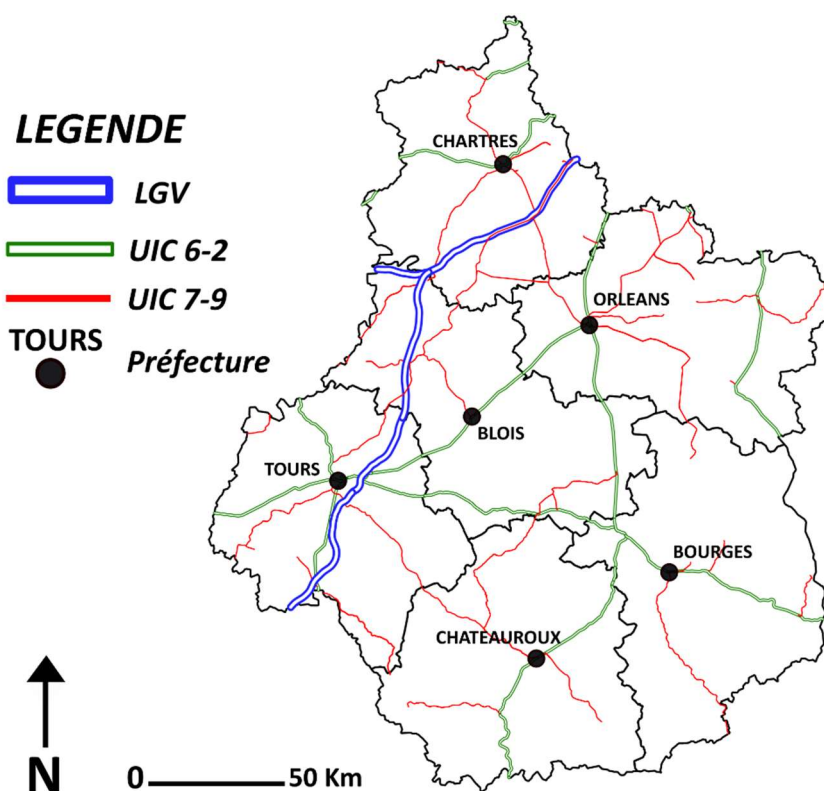 LEGENDE
LGV
UIC 6-2
UIC 7-9
TOURS
Préfecture
CHARTRES
ORLEANS
BLOIS
TOURS
BOURGES
CHATEAUROUX
N
0 50 Km